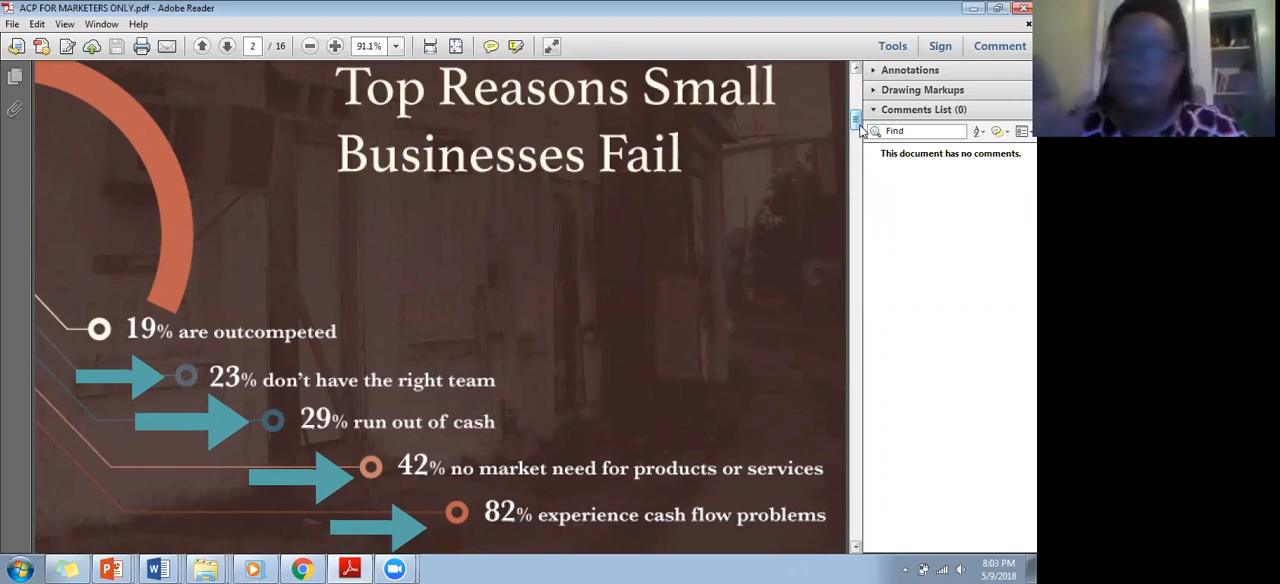 ACP FOR MARKETERS ONLY.pdf - Adobe Reader
File Edit View Window Help
2 / 16 91.1% Tools Sign Comment
Annotations
Drawing Markups
Comments List (0)
Find
This document has no comments.
Top Reasons Small
Businesses Fail
19% are outcompeted
23% don't have the right team
29% run out of cash
42% no market need for products or services
82% experience cash flow problems
8:03 PM
5/9/2018